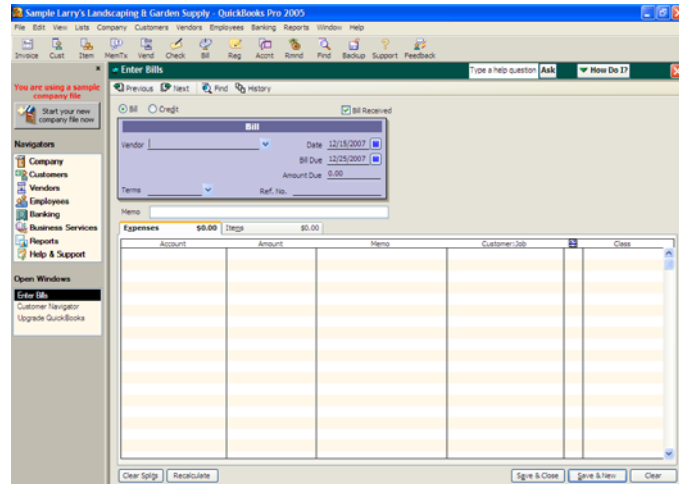 Sample Larry's Landscaping & Garden Supply - QuickBooks Pro 2005
File Edit View Lists Company Customers Vendors Employees Banking Reports Window Help
Invoice Cust Item MemTx Vend Check Bill Reg Accnt Rmnd Find Backup Support Feedback
You are using a sample
company file
Start your new
company file now
Navigators
Company
Customers
Vendors
Employees
Banking
Business Services
Reports
Help & Support
Open Windows
Enter Bills
Customer Navigator
Upgrade QuickBooks
Enter Bills
Type a help question Ask How Do I?
Previous Next Find History
Bill Credit Bill Received
Bill
Vendor Date 12/15/2007
Bill Due 12/25/2007
Amount Due 0.00
Terms Ref. No.
Memo
Expenses $0.00 Items $0.00
Account Amount Memo Customer:Job Class
Clear Splits Recalculate Save & Close Save & New Clear